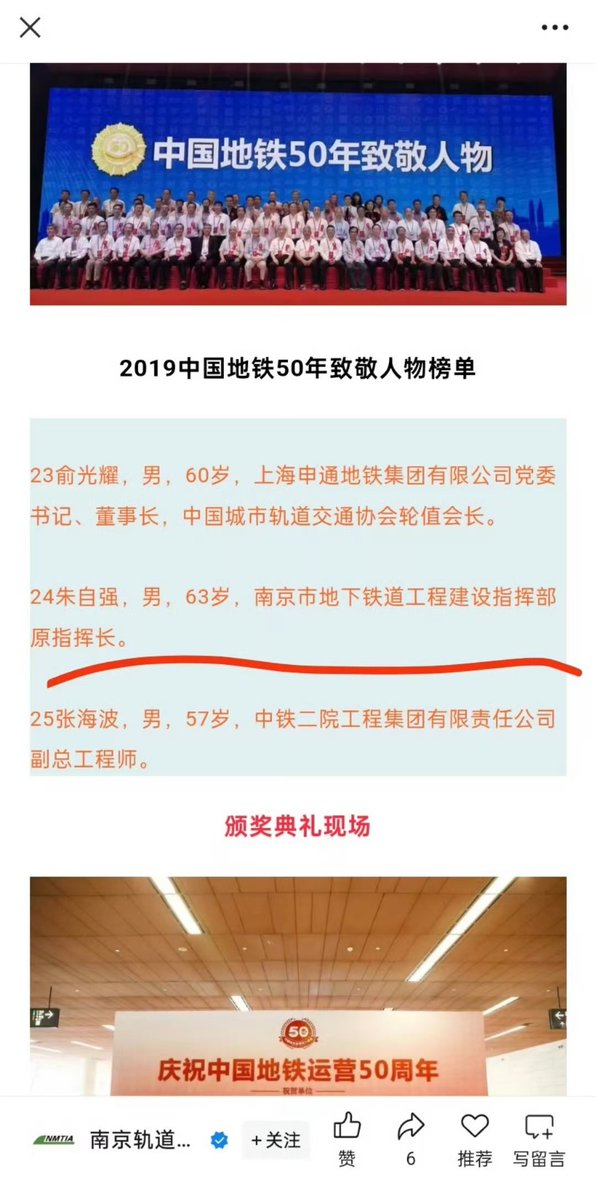 中国地铁50年致敬人物
2019中国地铁50年致敬人物榜单
23俞光耀，男，60岁，上海申通地铁集团有限公司党委
书记、董事长，中国城市轨道交通协会轮值会长。
24朱自强，男，63岁，南京市地下铁道工程建设指挥部
原指挥长。
25张海波，男，57岁，中铁二院工程集团有限责任公司
副总工程师。
颁奖典礼现场
50
庆祝中国地铁运营50周年
祝贺单位
NMTIA
南京轨道...
+关注
赞
6
推荐
写留言